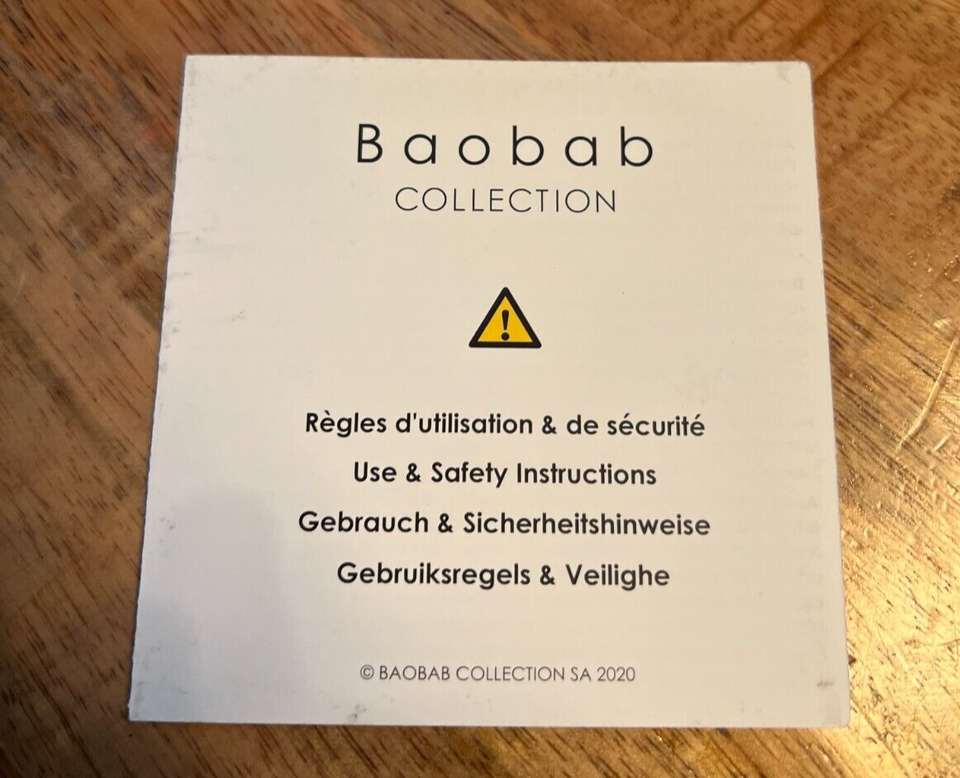 Baobab
COLLECTION
Règles d'utilisation & de sécurité
Use & Safety Instructions
Gebrauch & Sicherheitshinweise
Gebruiksregels & Veilighe
© BAOBAB COLLECTION SA 2020